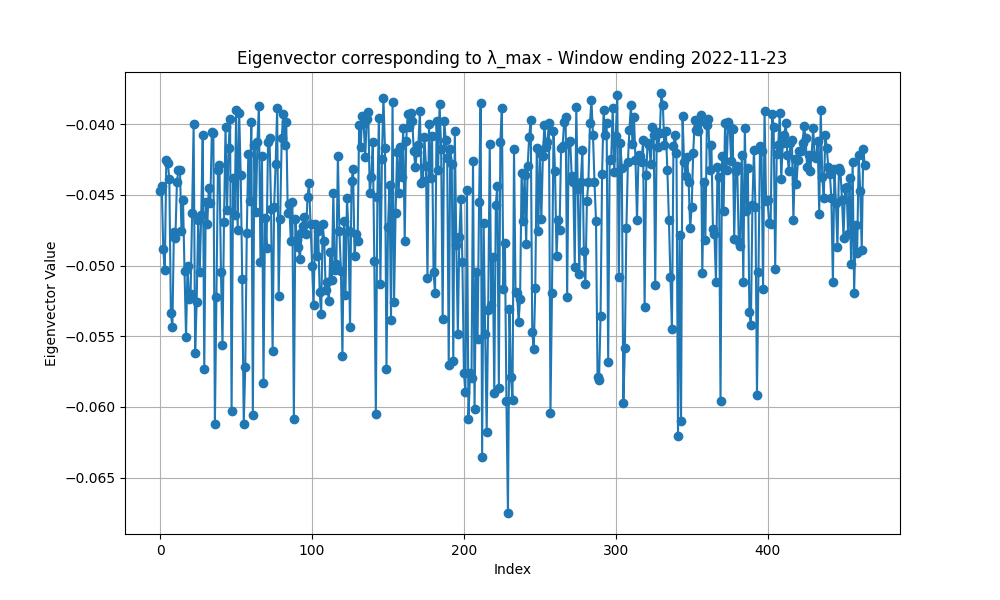 Eigenvector corresponding to λ_max - Window ending 2022-11-23
Eigenvector Value
−0.040
−0.045
−0.050
−0.055
−0.060
−0.065
0 100 200 300 400
Index